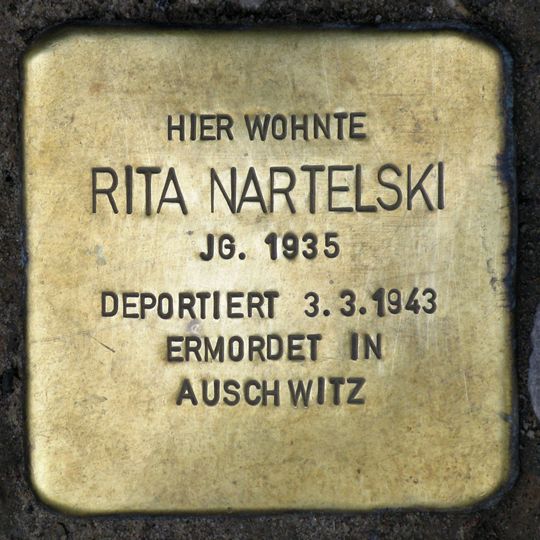 HIER WOHNTE
RITA NARTELSKI
JG. 1935
DEPORTIERT 3.3.1943
ERMORDET IN
AUSCHWITZ